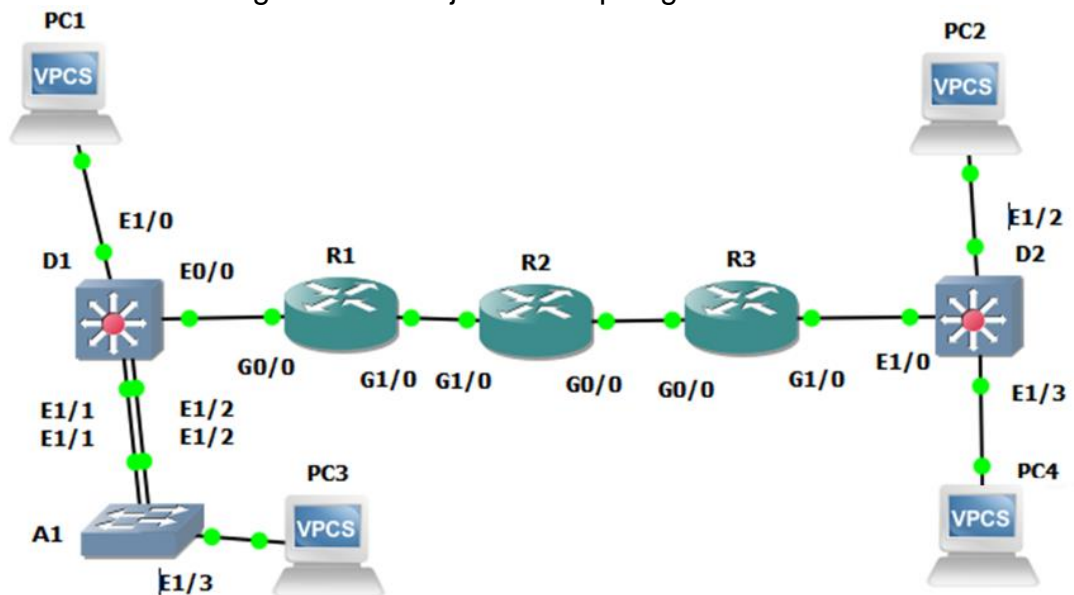 PC1
VPCS
PC2
VPCS
E1/0
E1/2
D1
E0/0
R1
R2
R3
D2
G0/0
G1/0
G1/0
G0/0
G0/0
G1/0
E1/0
E1/1
E1/2
E1/1
E1/2
E1/3
PC3
VPCS
PC4
VPCS
A1
E1/3